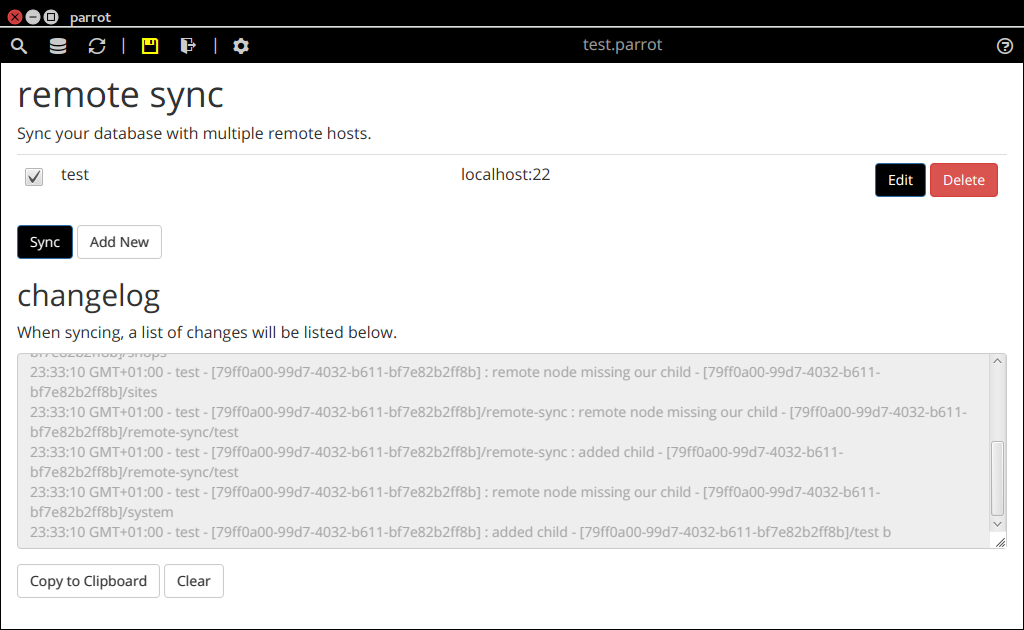 parrot
test.parrot
remote sync
Sync your database with multiple remote hosts.
test localhost:22 Edit Delete
Sync Add New
changelog
When syncing, a list of changes will be listed below.
bf7e82b2ff8b]/shops
23:33:10 GMT+01:00 - test - [79ff0a00-99d7-4032-b611-bf7e82b2ff8b] : remote node missing our child - [79ff0a00-99d7-4032-b611-
bf7e82b2ff8b]/sites
23:33:10 GMT+01:00 - test - [79ff0a00-99d7-4032-b611-bf7e82b2ff8b]/remote-sync : remote node missing our child - [79ff0a00-99d7-4032-b611-
bf7e82b2ff8b]/remote-sync/test
23:33:10 GMT+01:00 - test - [79ff0a00-99d7-4032-b611-bf7e82b2ff8b]/remote-sync : added child - [79ff0a00-99d7-4032-b611-
bf7e82b2ff8b]/remote-sync/test
23:33:10 GMT+01:00 - test - [79ff0a00-99d7-4032-b611-bf7e82b2ff8b] : remote node missing our child - [79ff0a00-99d7-4032-b611-
bf7e82b2ff8b]/system
23:33:10 GMT+01:00 - test - [79ff0a00-99d7-4032-b611-bf7e82b2ff8b] : added child - [79ff0a00-99d7-4032-b611-bf7e82b2ff8b]/test b
Copy to Clipboard Clear